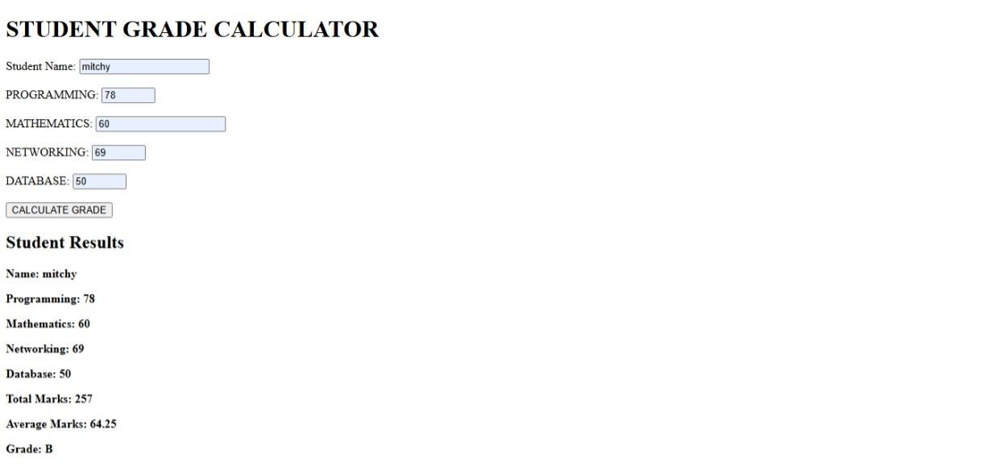 STUDENT GRADE CALCULATOR
Student Name: mitchy
PROGRAMMING: 78
MATHEMATICS: 60
NETWORKING: 69
DATABASE: 50
CALCULATE GRADE
Student Results
Name: mitchy
Programming: 78
Mathematics: 60
Networking: 69
Database: 50
Total Marks: 257
Average Marks: 64.25
Grade: B